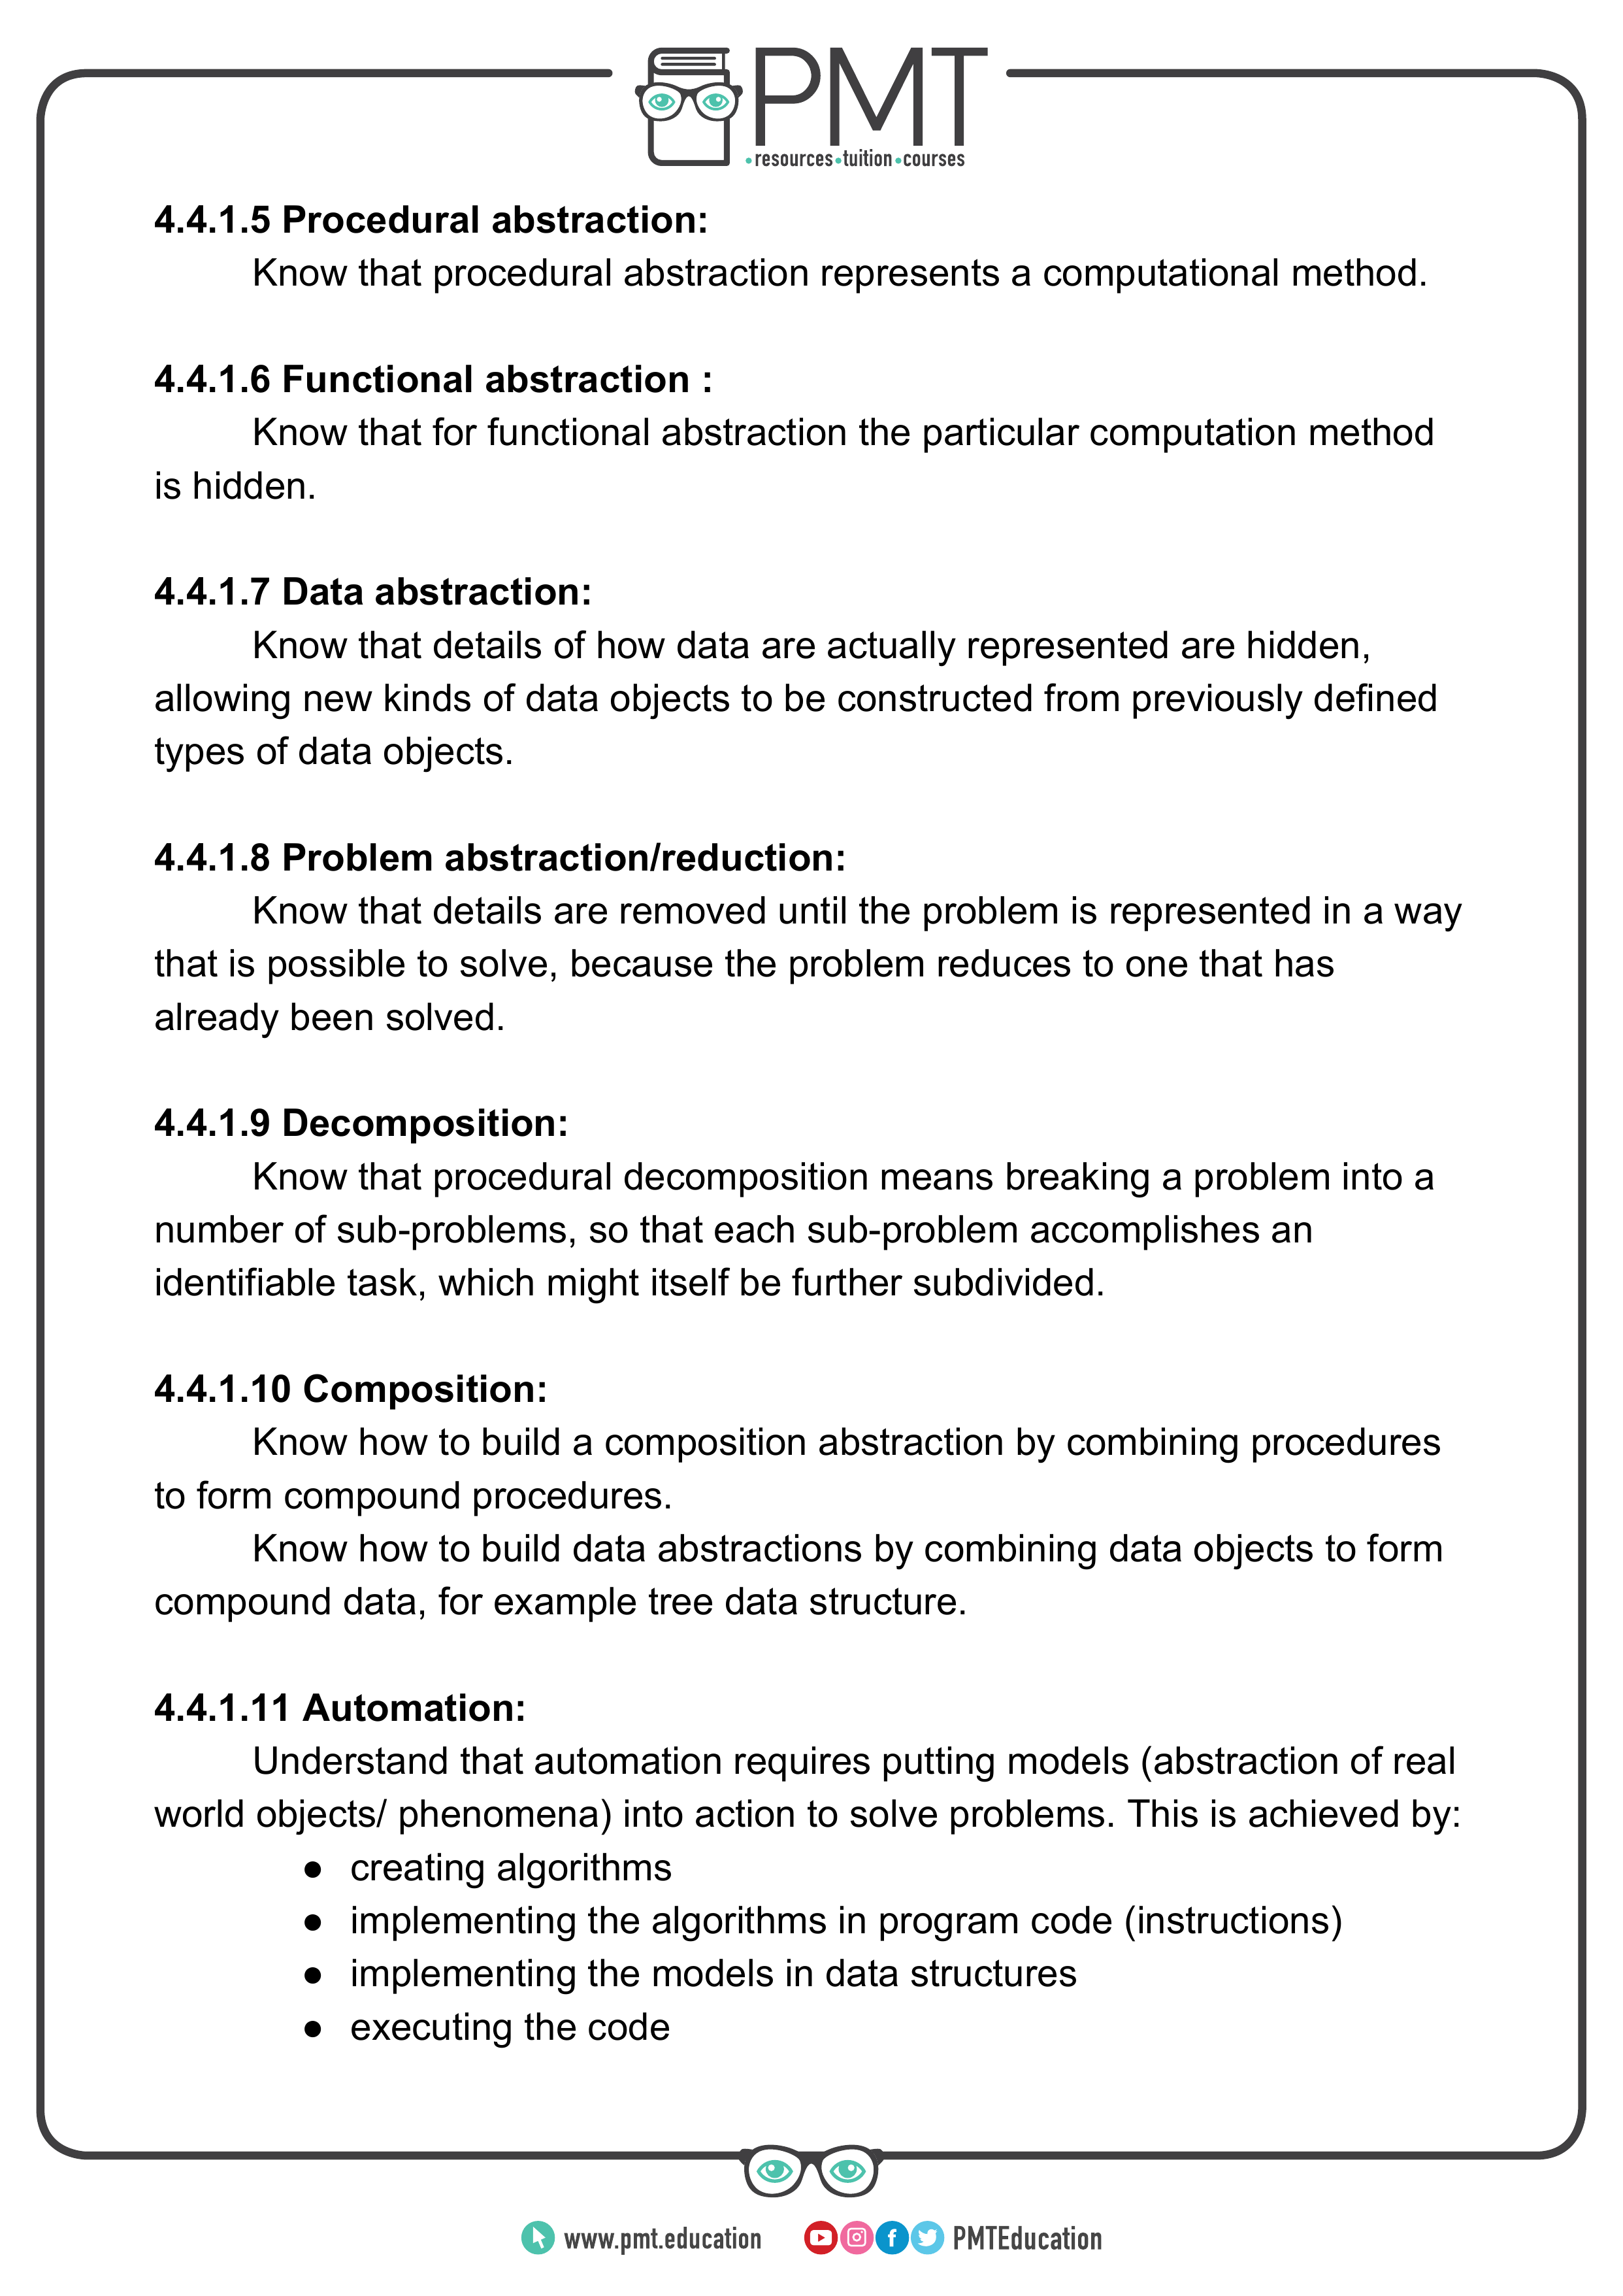 PMT
•resources•tuition•courses
4.4.1.5 Procedural abstraction:
Know that procedural abstraction represents a computational method.
4.4.1.6 Functional abstraction :
Know that for functional abstraction the particular computation method
is hidden.
4.4.1.7 Data abstraction:
Know that details of how data are actually represented are hidden,
allowing new kinds of data objects to be constructed from previously defined
types of data objects.
4.4.1.8 Problem abstraction/reduction:
Know that details are removed until the problem is represented in a way
that is possible to solve, because the problem reduces to one that has
already been solved.
4.4.1.9 Decomposition:
Know that procedural decomposition means breaking a problem into a
number of sub-problems, so that each sub-problem accomplishes an
identifiable task, which might itself be further subdivided.
4.4.1.10 Composition:
Know how to build a composition abstraction by combining procedures
to form compound procedures.
Know how to build data abstractions by combining data objects to form
compound data, for example tree data structure.
4.4.1.11 Automation:
Understand that automation requires putting models (abstraction of real
world objects/ phenomena) into action to solve problems. This is achieved by:
● creating algorithms
● implementing the algorithms in program code (instructions)
● implementing the models in data structures
● executing the code
www.pmt.education PMTEducation